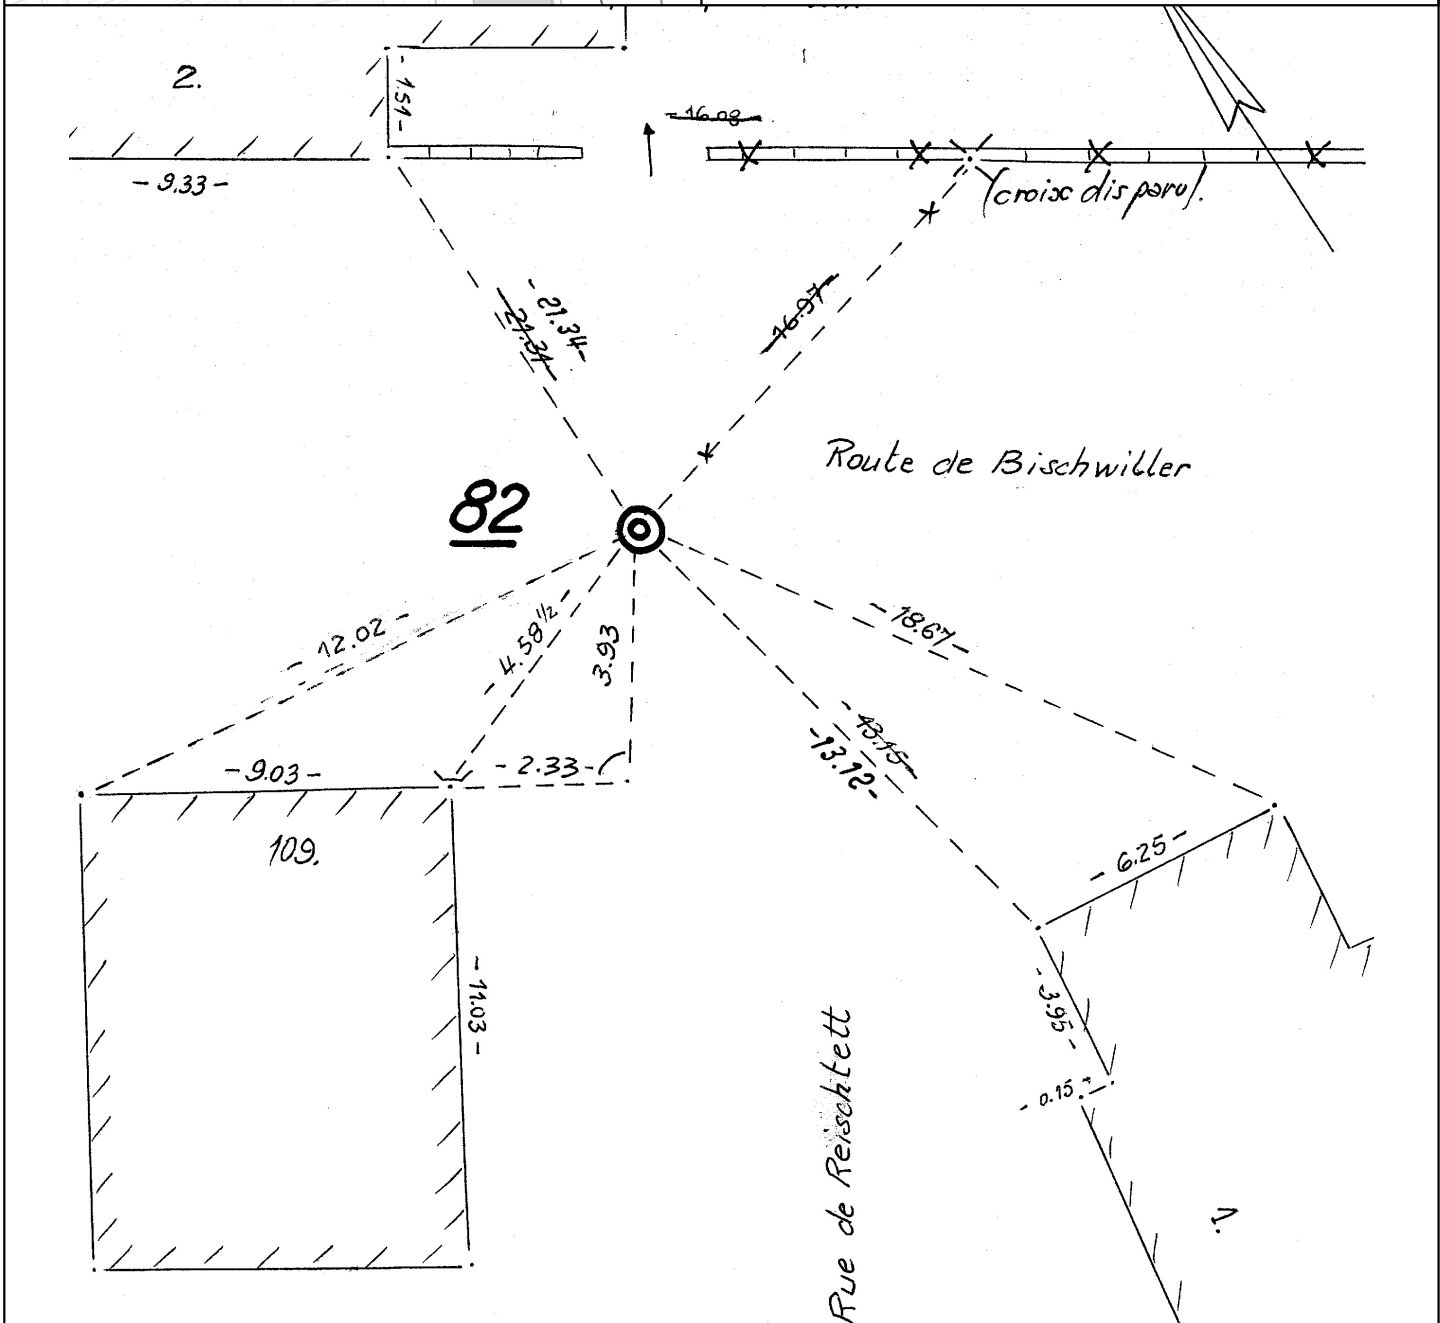 2.
- 1.51 -
- 16.08 -
- 9.33 -
(croix disparu).
- 21.34 -
- 21.31 -
- 16.97 -
Route de Bischwiller
82
- 12.02 -
- 4.58 ½ -
3.93
- 18.67 -
- 13.15 -
- 13.12 -
- 9.03 -
- 2.33 -
109.
- 6.25 -
- 11.03 -
- 3.95 -
- 0.15 -
Rue de Reischtett
1.